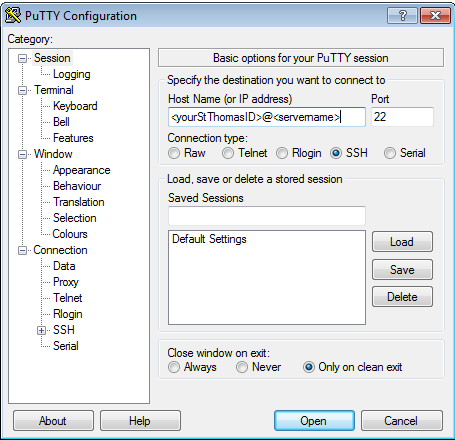 PuTTY Configuration
Category:
Session
Logging
Terminal
Keyboard
Bell
Features
Window
Appearance
Behaviour
Translation
Selection
Colours
Connection
Data
Proxy
Telnet
Rlogin
SSH
Serial
Basic options for your PuTTY session
Specify the destination you want to connect to
Host Name (or IP address) Port
<yourStThomasID>@<servername> 22
Connection type:
Raw Telnet Rlogin SSH Serial
Load, save or delete a stored session
Saved Sessions
Default Settings
Load
Save
Delete
Close window on exit:
Always Never Only on clean exit
About Help Open Cancel